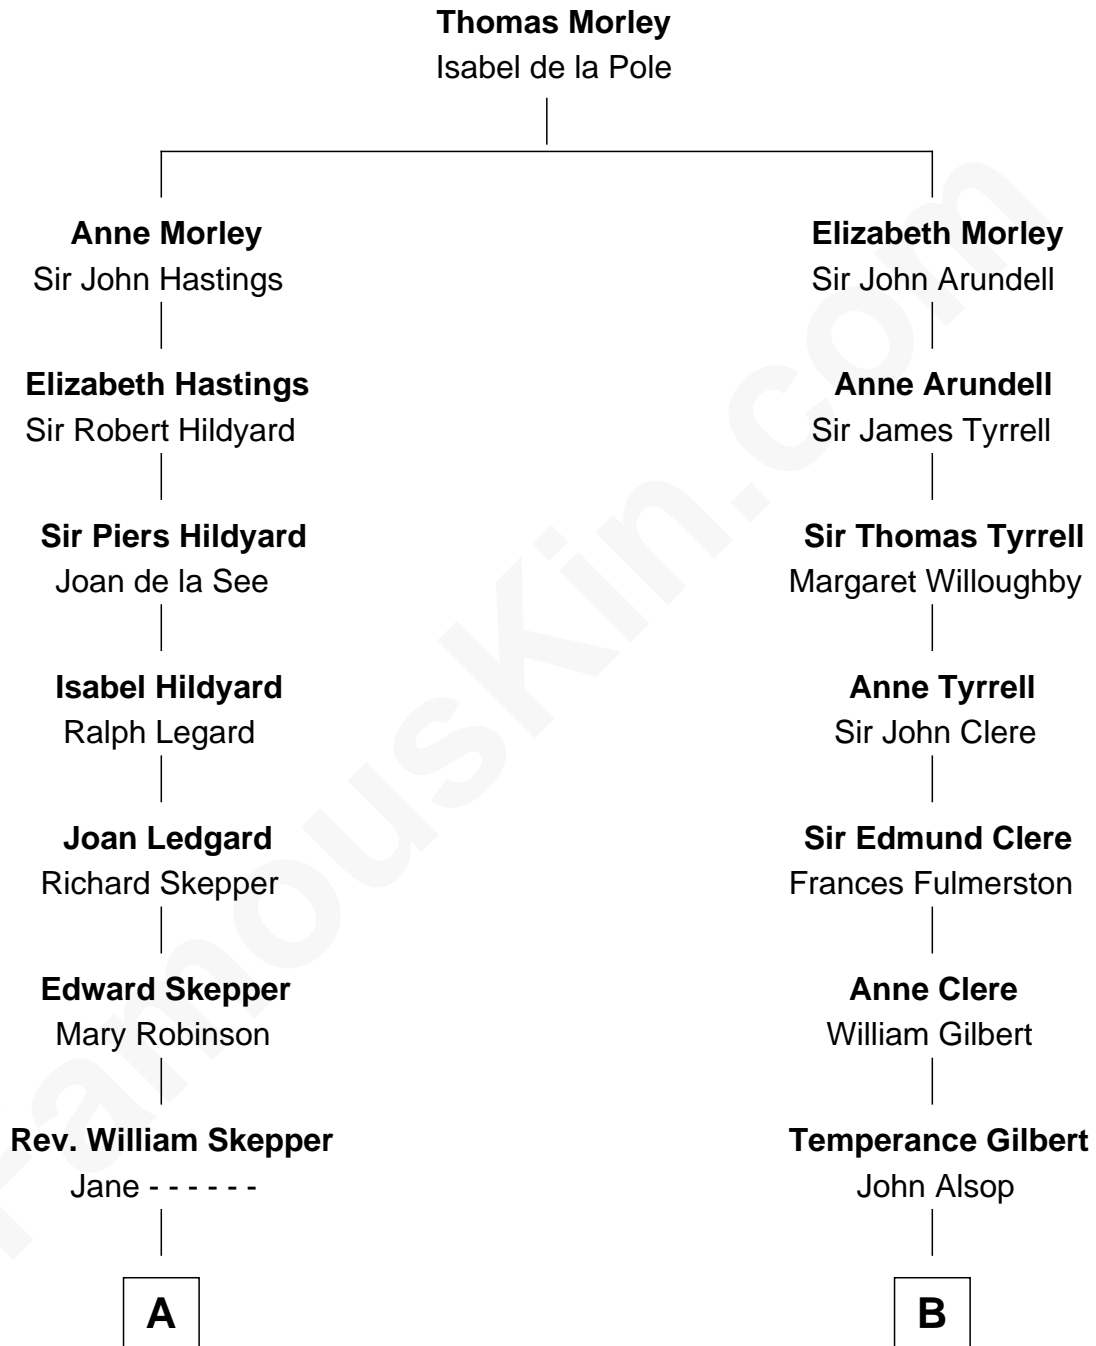 Thomas Morley
Isabel de la Pole
Anne Morley
Sir John Hastings
Elizabeth Morley
Sir John Arundell
Elizabeth Hastings
Sir Robert Hildyard
Anne Arundell
Sir James Tyrrell
Sir Piers Hildyard
Joan de la See
Sir Thomas Tyrrell
Margaret Willoughby
Isabel Hildyard
Ralph Legard
Anne Tyrrell
Sir John Clere
Joan Ledgard
Richard Skepper
Sir Edmund Clere
Frances Fulmerston
Edward Skepper
Mary Robinson
Anne Clere
William Gilbert
Rev. William Skepper
Jane - - - - - -
Temperance Gilbert
John Alsop
A
B
FamousKin.com